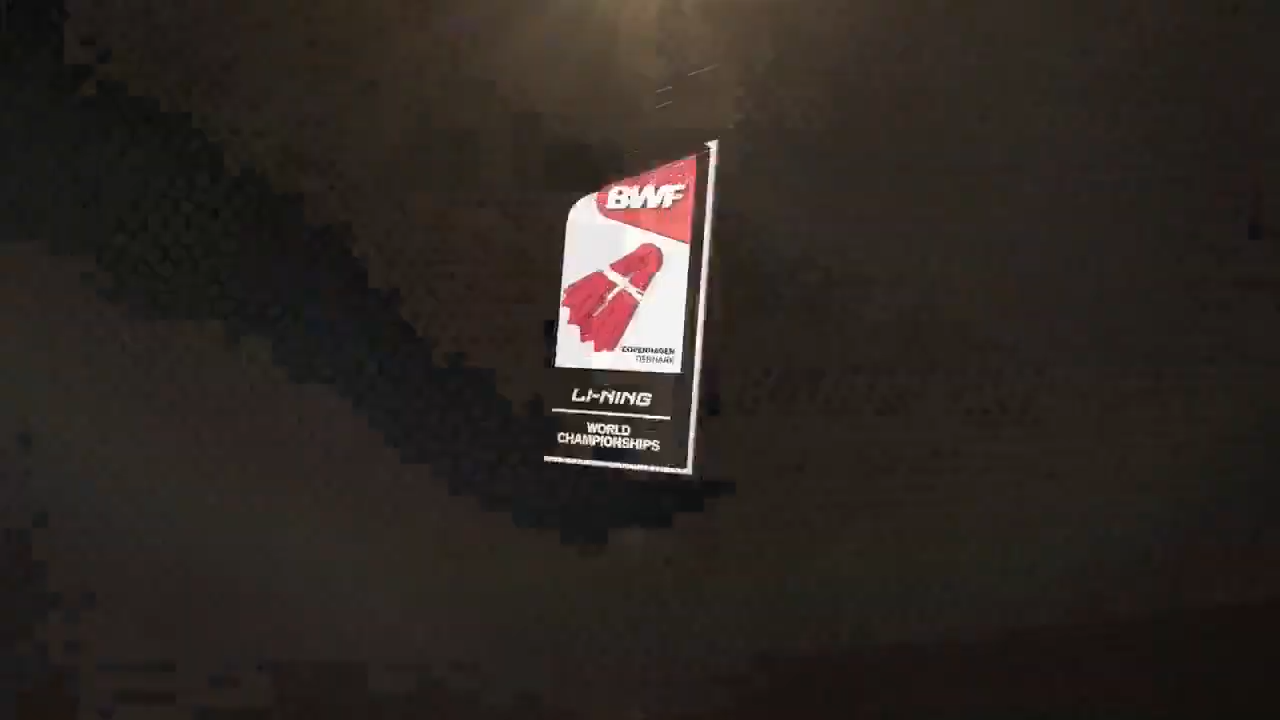 BWF
COPENHAGEN
DENMARK
LI-NING
WORLD
CHAMPIONSHIPS